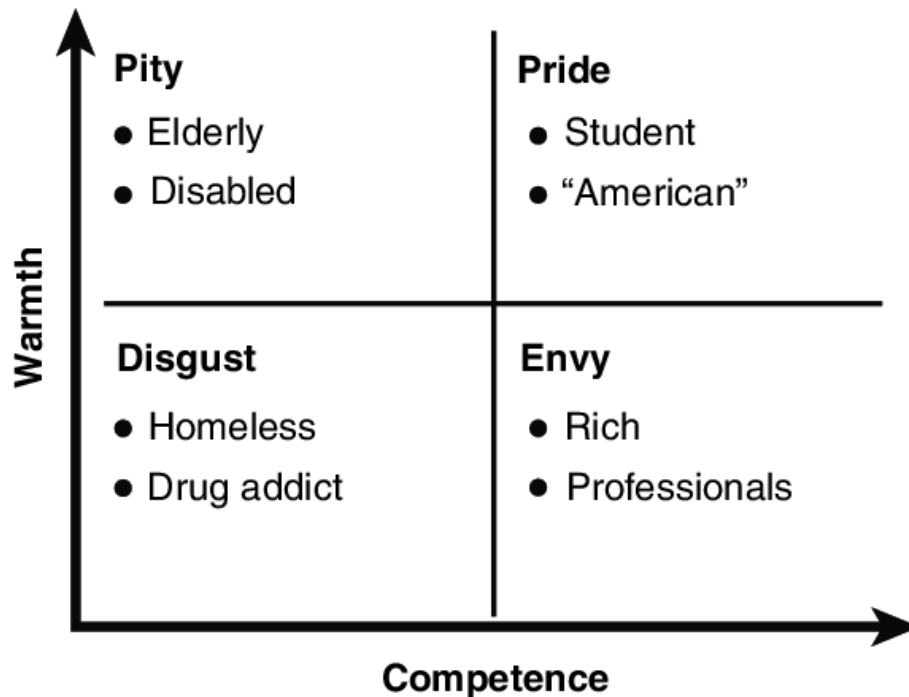 Pity
• Elderly
• Disabled
Pride
• Student
• “American”
Warmth
Disgust
• Homeless
• Drug addict
Envy
• Rich
• Professionals
Competence